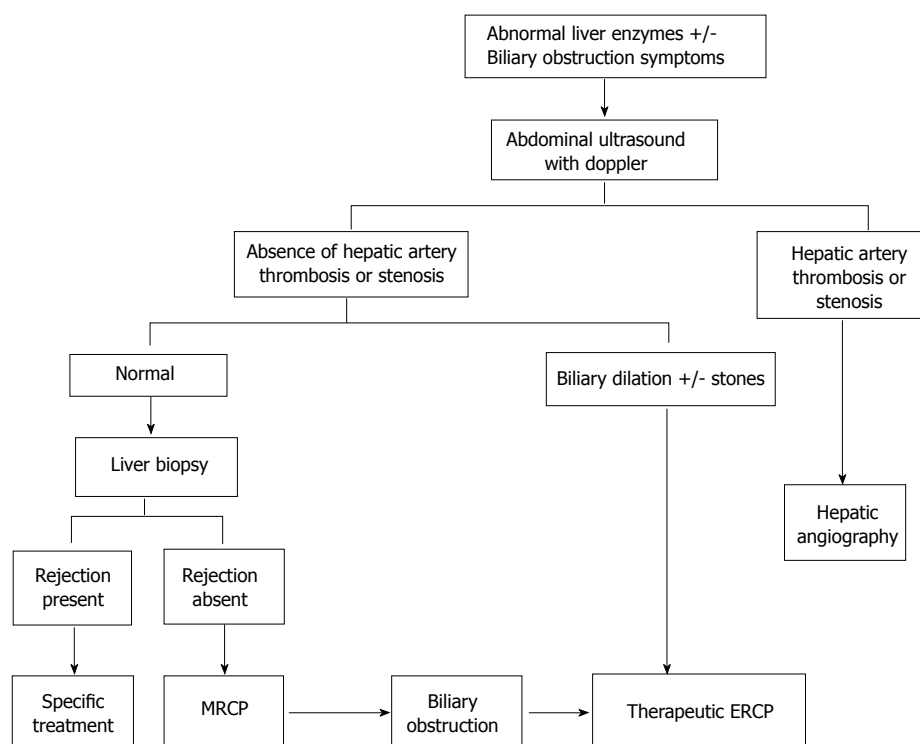 Abnormal liver enzymes +/-
Biliary obstruction symptoms
Abdominal ultrasound
with doppler
Absence of hepatic artery
thrombosis or stenosis
Hepatic artery
thrombosis or
stenosis
Normal
Biliary dilation +/- stones
Liver biopsy
Hepatic
angiography
Rejection
present
Rejection
absent
Specific
treatment
MRCP
Biliary
obstruction
Therapeutic ERCP